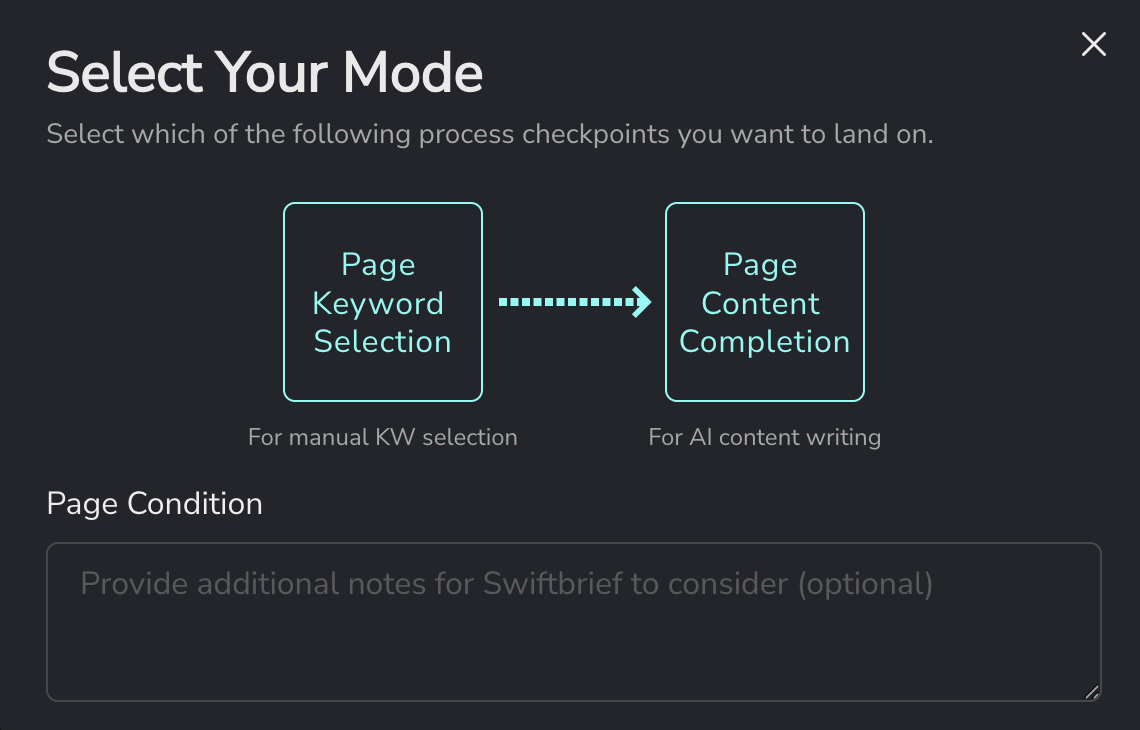 Select Your Mode
Select which of the following process checkpoints you want to land on.
Page
Keyword
Selection
Page
Content
Completion
For manual KW selection
For AI content writing
Page Condition
Provide additional notes for Swiftbrief to consider (optional)